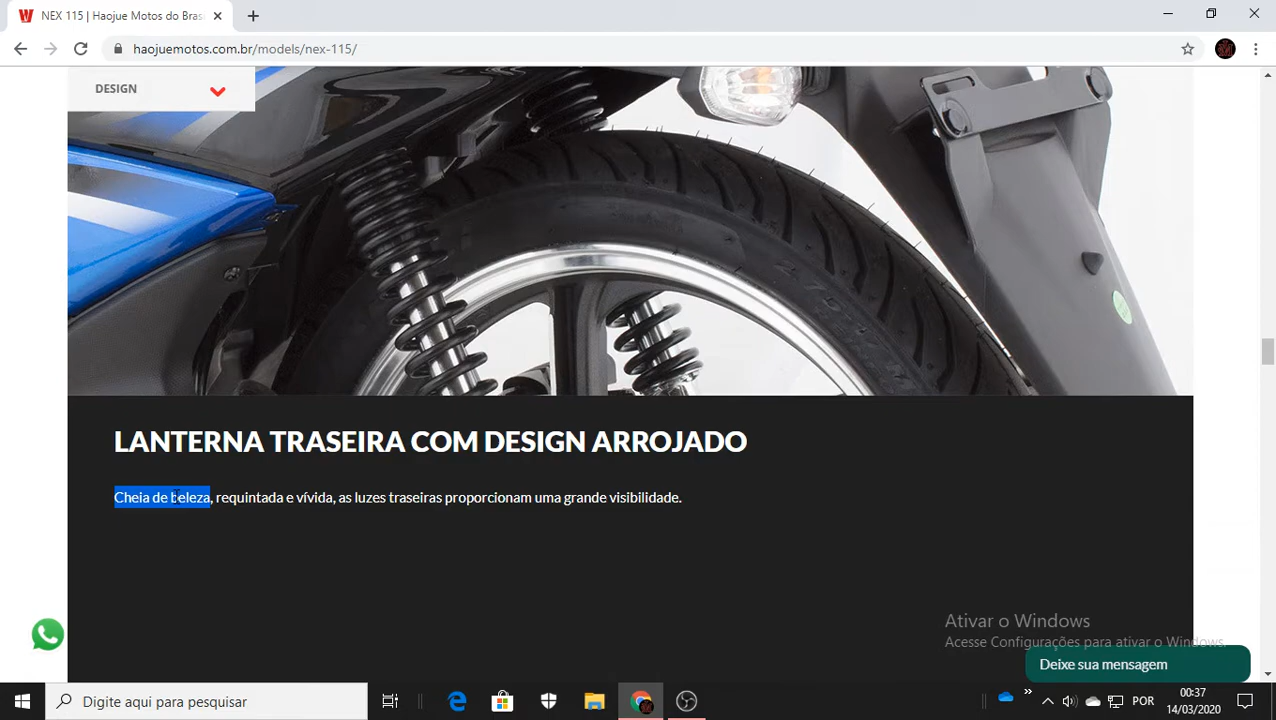 NEX 115 | Haojue Motos do Bras
haojuemotos.com.br/models/nex-115/
DESIGN
LANTERNA TRASEIRA COM DESIGN ARROJADO
Cheia de beleza, requintada e vívida, as luzes traseiras proporcionam uma grande visibilidade.
Ativar o Windows
Acesse Configurações para ativar o Windows.
Deixe sua mensagem
Digite aqui para pesquisar
POR
00:37
14/03/2020